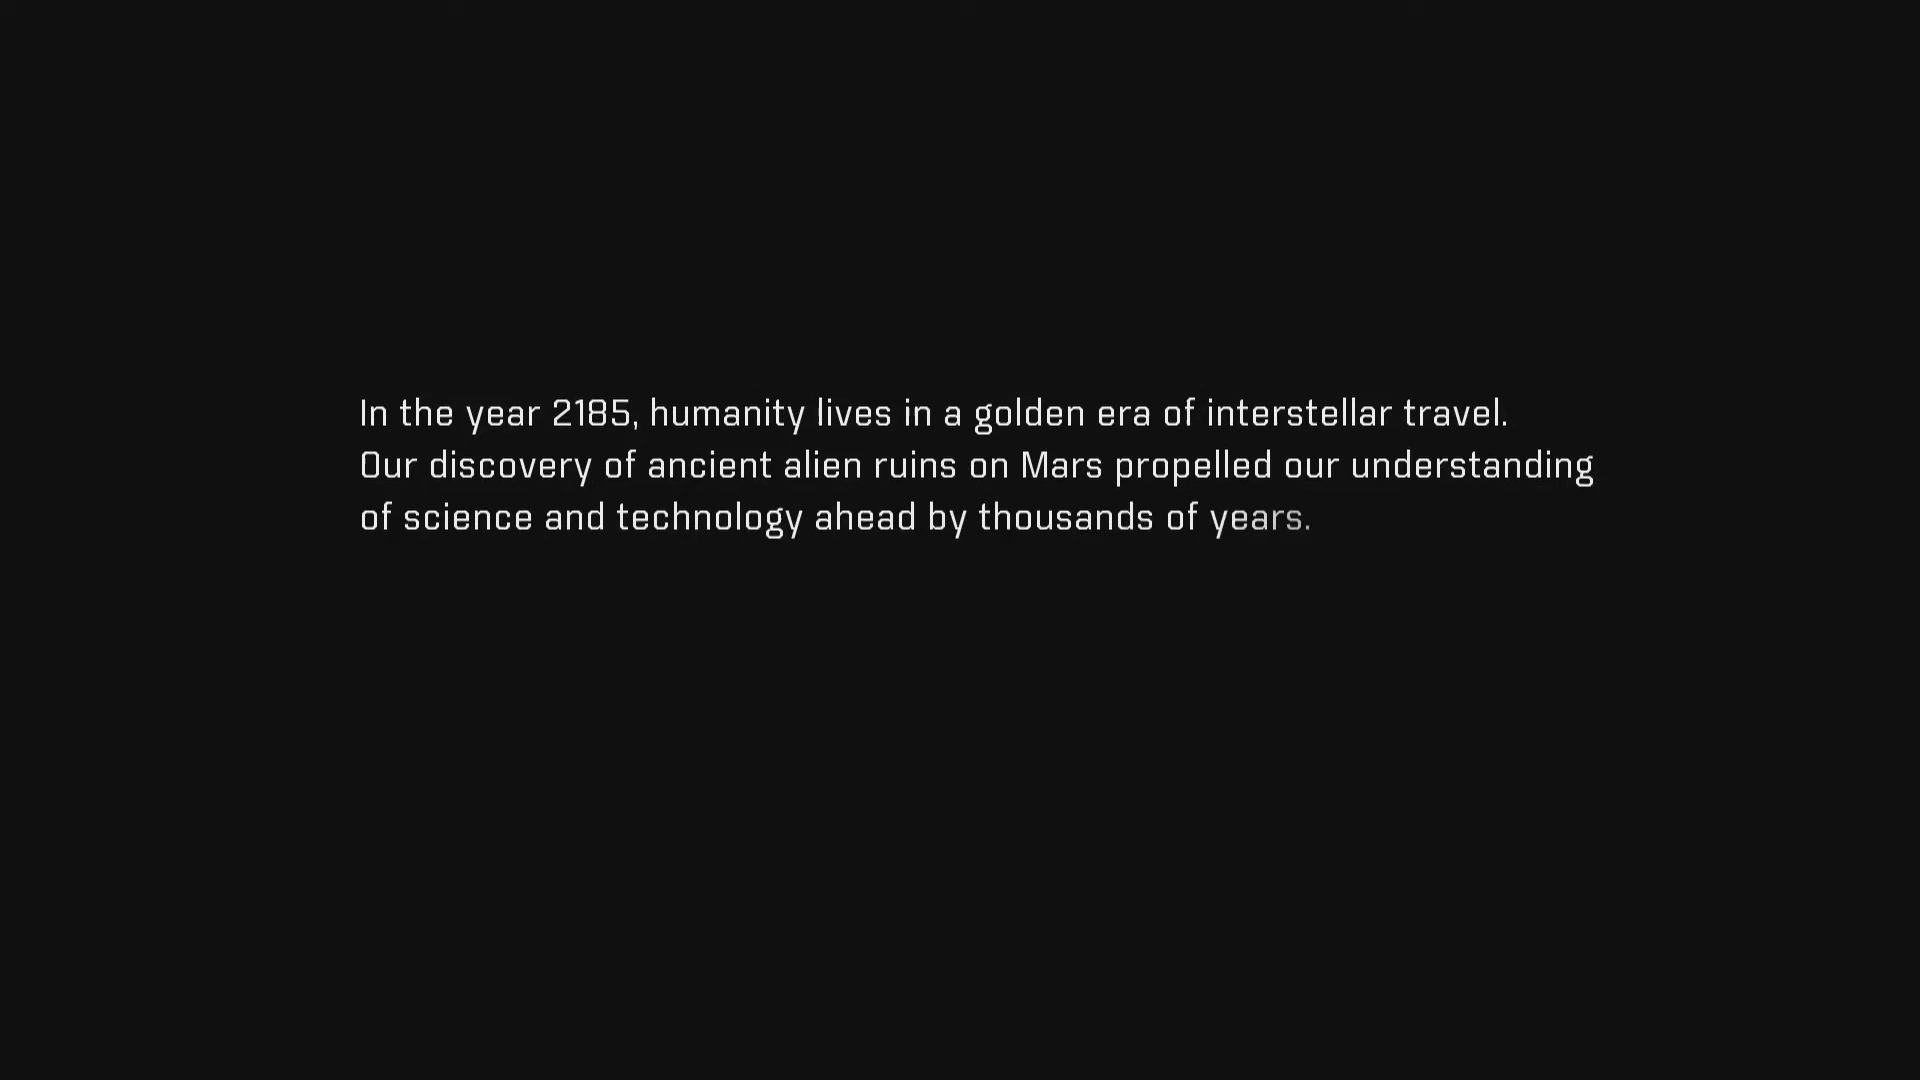 In the year 2185, humanity lives in a golden era of interstellar travel.
Our discovery of ancient alien ruins on Mars propelled our understanding
of science and technology ahead by thousands of years.